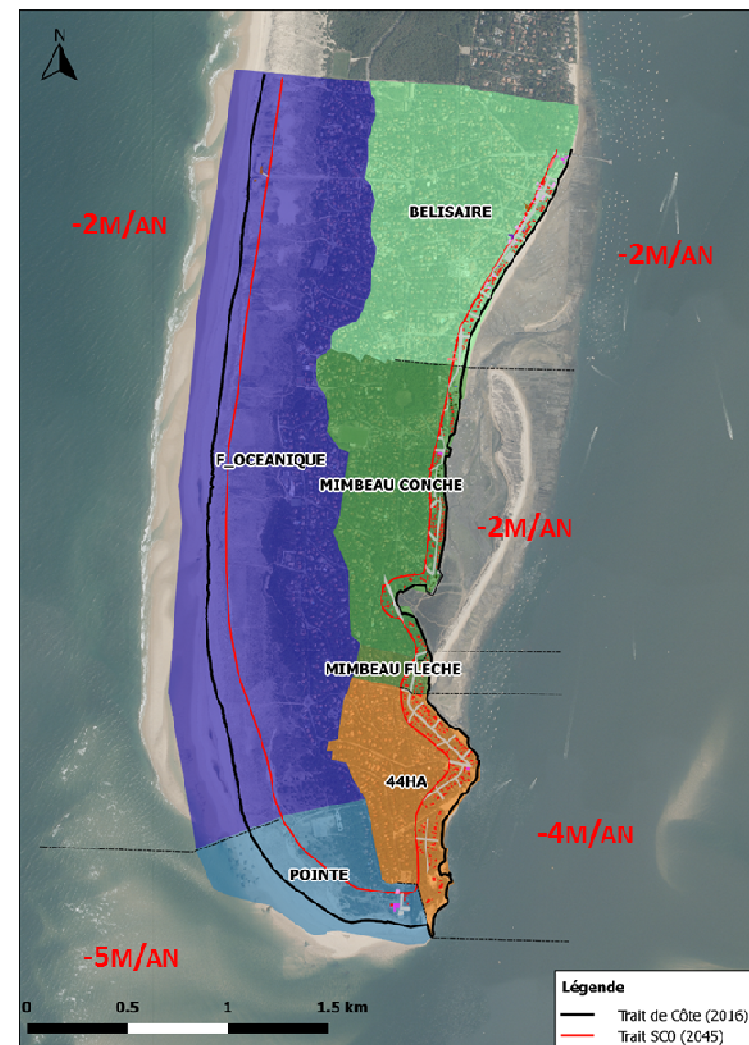 N
-2M/AN
BELISAIRE
-2M/AN
F_OCEANIQUE
MIMBEAU CONCHE
-2M/AN
MIMBEAU FLECHE
44HA
-4M/AN
POINTE
-5M/AN
0 0.5 1 1.5 km
Légende
Trait de Côte (2016)
Trait SC0 (2045)